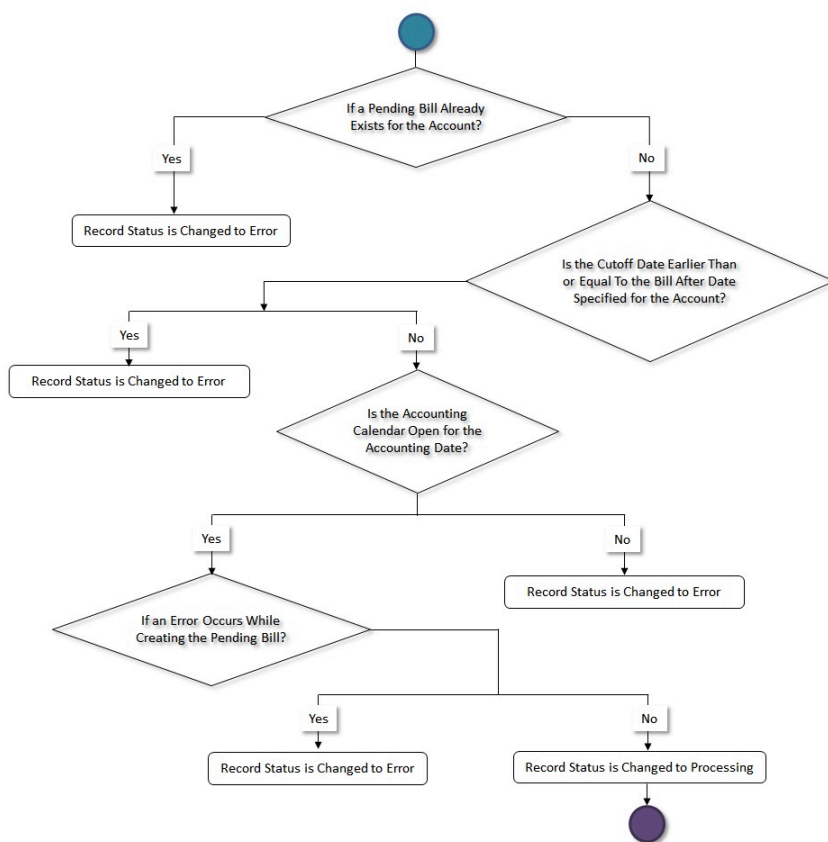 If a Pending Bill Already
Exists for the Account?
Yes
No
Record Status is Changed to Error
Is the Cutoff Date Earlier Than
or Equal To the Bill After Date
Specified for the Account?
Yes
No
Record Status is Changed to Error
Is the Accounting
Calendar Open for the
Accounting Date?
Yes
No
Record Status is Changed to Error
If an Error Occurs While
Creating the Pending Bill?
Yes
No
Record Status is Changed to Error
Record Status is Changed to Processing